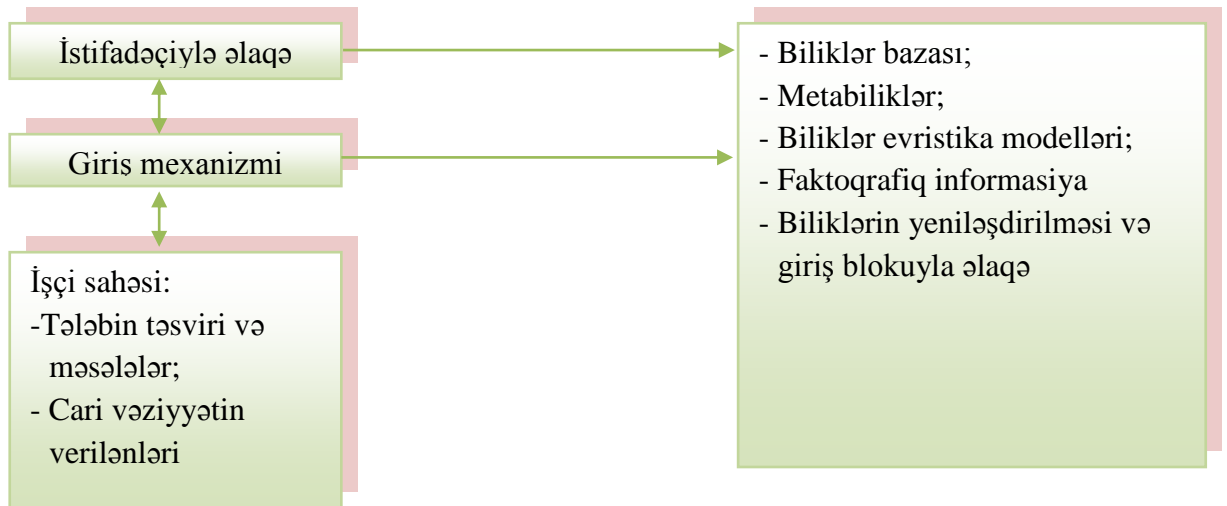 İstifadəçiylə əlaqə
Giriş mexanizmi
İşçi sahəsi:
-Tələbin təsviri və
məsələlər;
- Cari vəziyyətin
verilənləri
- Biliklər bazası;
- Metabiliklər;
- Biliklər evristika modelləri;
- Faktoqrafiq informasiya
- Biliklərin yeniləşdirilməsi və
giriş blokuyla əlaqə